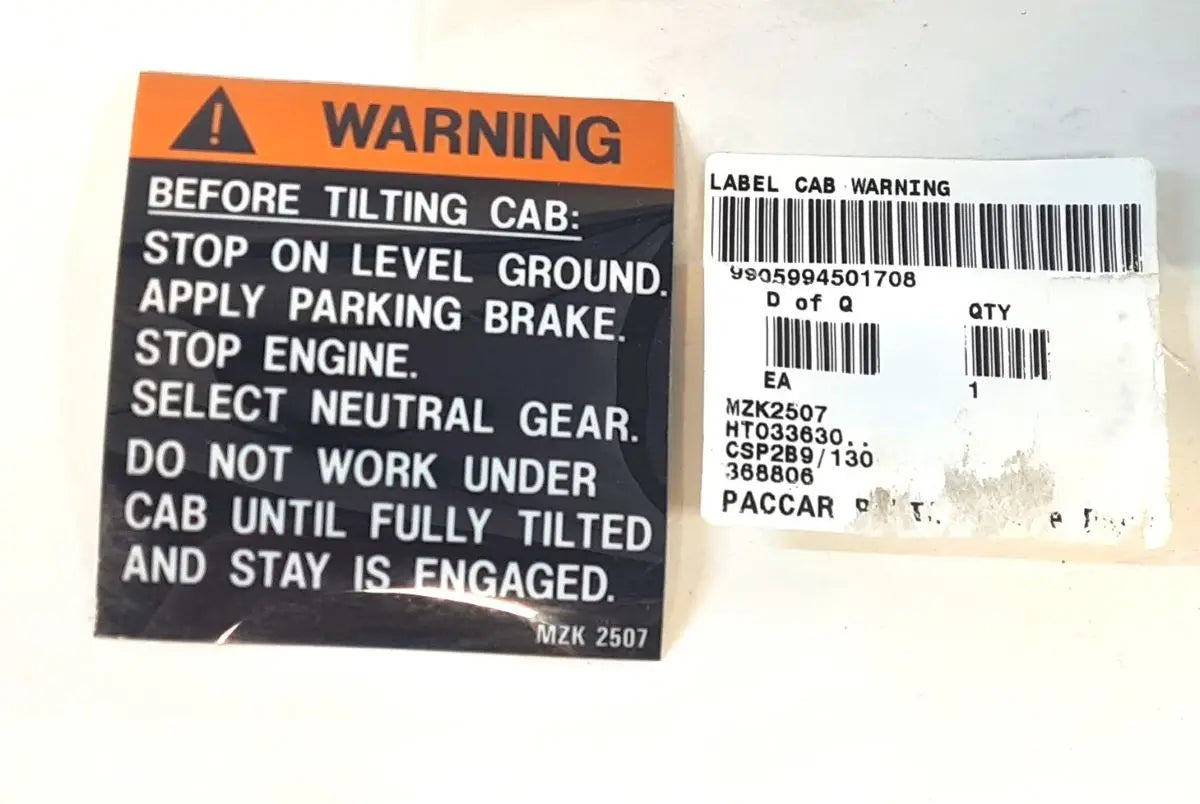 WARNING
BEFORE TILTING CAB:
STOP ON LEVEL GROUND.
APPLY PARKING BRAKE.
STOP ENGINE.
SELECT NEUTRAL GEAR.
DO NOT WORK UNDER
CAB UNTIL FULLY TILTED
AND STAY IS ENGAGED.
MZK 2507
LABEL CAB WARNING
9905994501708
D of Q QTY
EA 1
MZK2507
HT033630..
CSP2B9/130
368806
PACCAR